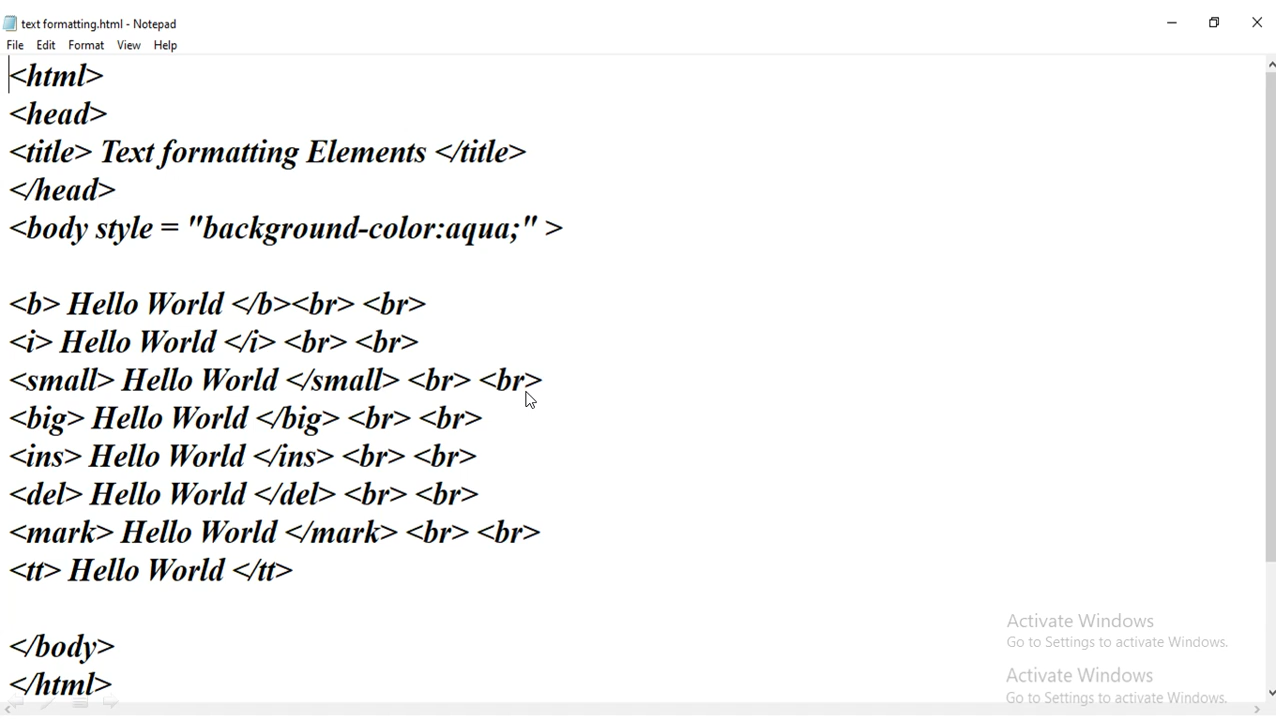 text formatting.html - Notepad
File Edit Format View Help
<html>
<head>
<title> Text formatting Elements </title>
</head>
<body style = "background-color:aqua;" >
<b> Hello World </b><br> <br>
<i> Hello World </i> <br> <br>
<small> Hello World </small> <br> <br>
<big> Hello World </big> <br> <br>
<ins> Hello World </ins> <br> <br>
<del> Hello World </del> <br> <br>
<mark> Hello World </mark> <br> <br>
<tt> Hello World </tt>
</body>
</html>
Activate Windows
Go to Settings to activate Windows.
Activate Windows
Go to Settings to activate Windows.